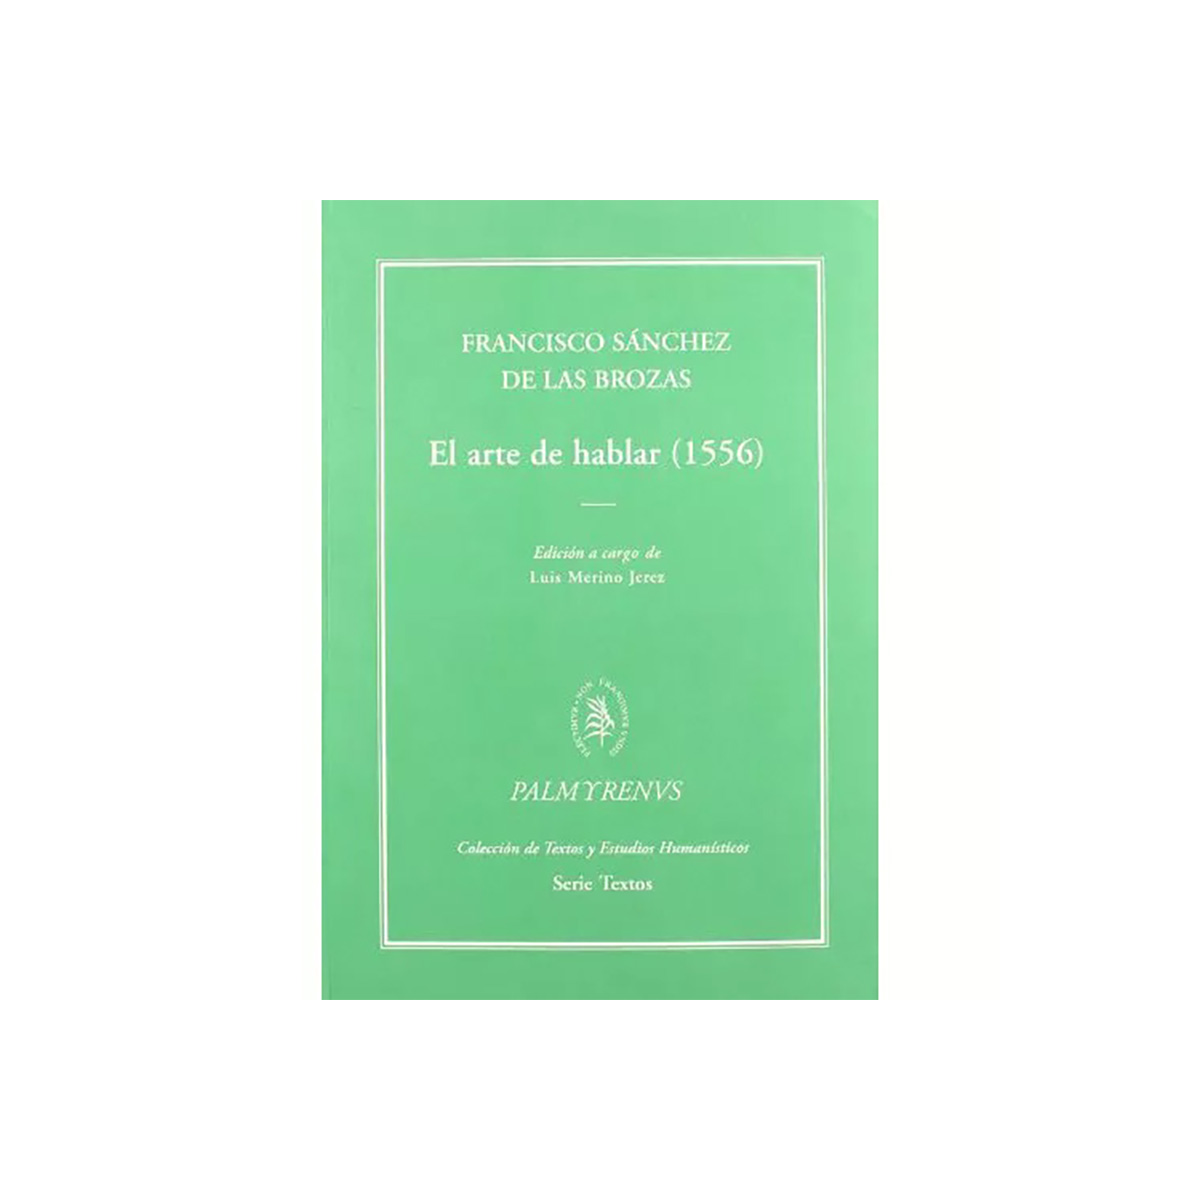 FRANCISCO SÁNCHEZ
DE LAS BROZAS
El arte de hablar (1556)
Edición a cargo de
Luis Merino Jerez
PALMYRENVS
Colección de Textos y Estudios Humanísticos
Serie Textos